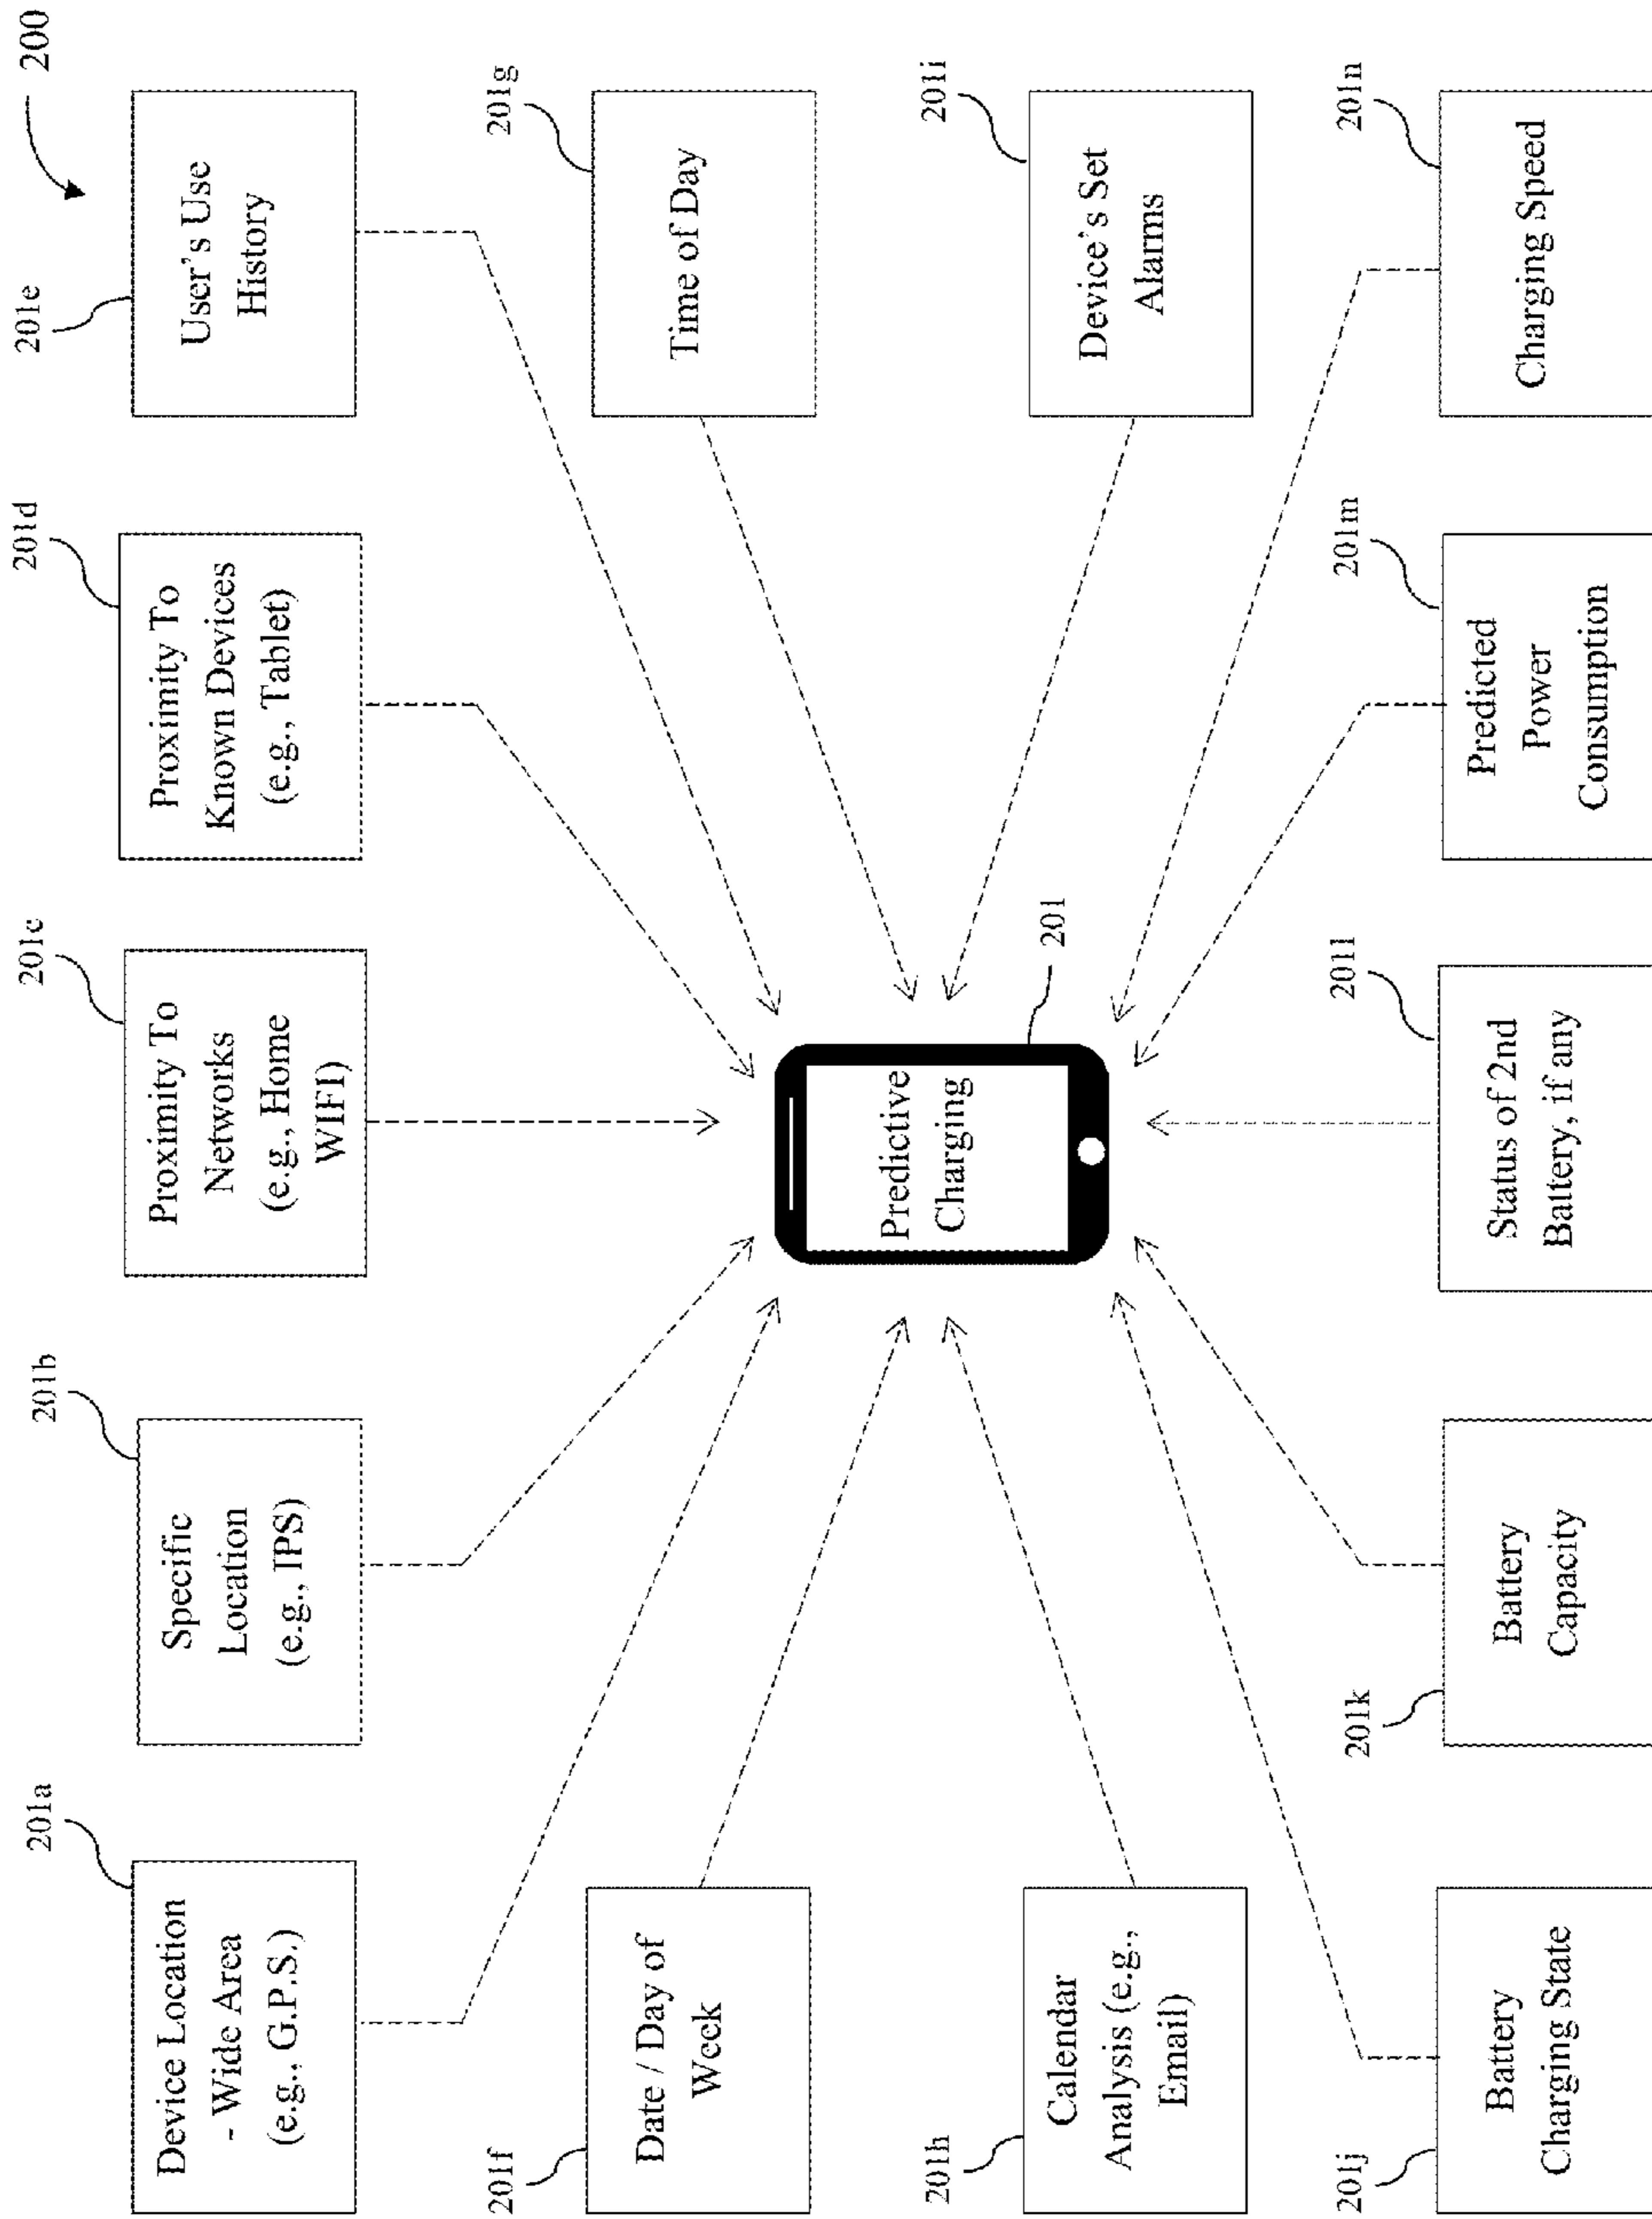 200
201a
Device Location
- Wide Area
(e.g., G.P.S.)
201b
Specific
Location
(e.g., IPS)
201c
Proximity To
Networks
(e.g., Home
WIFI)
201d
Proximity To
Known Devices
(e.g., Tablet)
201e
User's Use
History
201f
Date / Day of
Week
201g
Time of Day
Predictive
Charging
201
201h
Calendar
Analysis (e.g.,
Email)
201i
Device's Set
Alarms
201j
Battery
Charging State
201k
Battery
Capacity
201l
Status of 2nd
Battery, if any
201m
Predicted
Power
Consumption
201n
Charging Speed